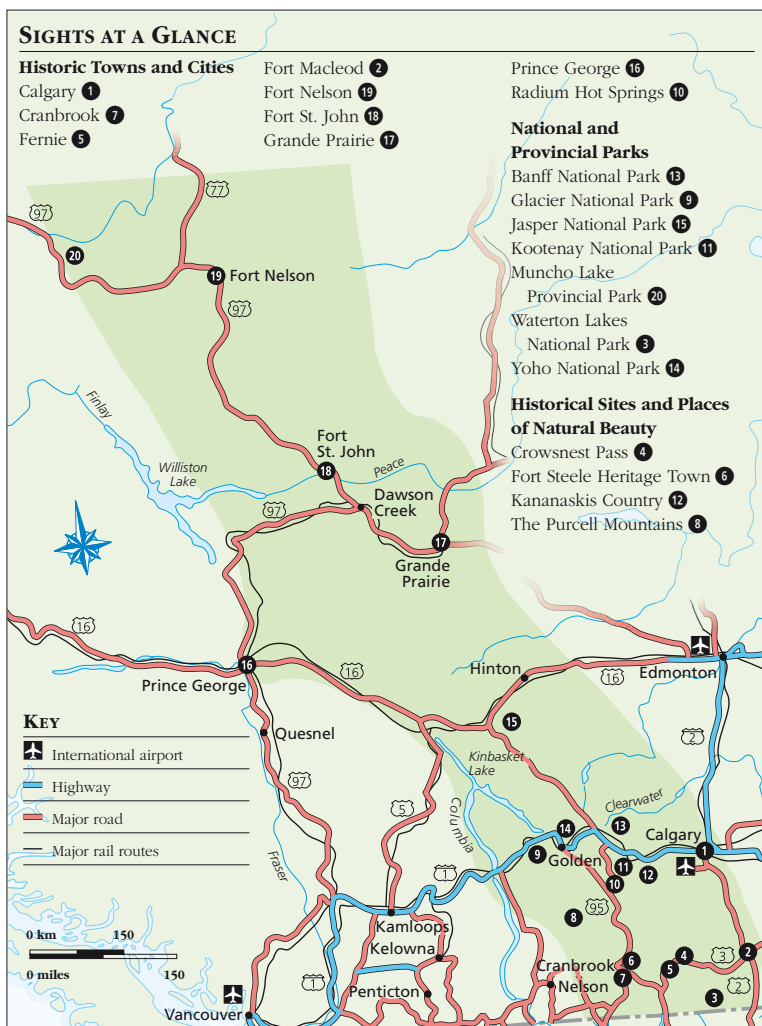 SIGHTS AT A GLANCE
Historic Towns and Cities
Calgary 1
Cranbrook 7
Fernie 5
Fort Macleod 2
Fort Nelson 19
Fort St. John 18
Grande Prairie 17
Prince George 16
Radium Hot Springs 10
National and
Provincial Parks
Banff National Park 13
Glacier National Park 9
Jasper National Park 15
Kootenay National Park 11
Muncho Lake
Provincial Park 20
Waterton Lakes
National Park 3
Yoho National Park 14
Historical Sites and Places
of Natural Beauty
Crowsnest Pass 4
Fort Steele Heritage Town 6
Kananaskis Country 12
The Purcell Mountains 8
77
97
20
19 Fort Nelson
97
Finlay
Fort
St. John
18
Williston
Lake
Peace
Dawson
Creek
97
17
Grande
Prairie
16
16
Prince George
16
Hinton
16
Edmonton
15
2
Quesnel
97
Kinbasket
Lake
5
Columbia
Clearwater
14
13
Calgary
1
9
Golden
11
12
10
1
Fraser
8
95
Kamloops
Kelowna
1
Penticton
Cranbrook
6
7
Nelson
5
4
3
2
2
3
Vancouver
KEY
International airport
Highway
Major road
Major rail routes
0 km 150
0 miles 150